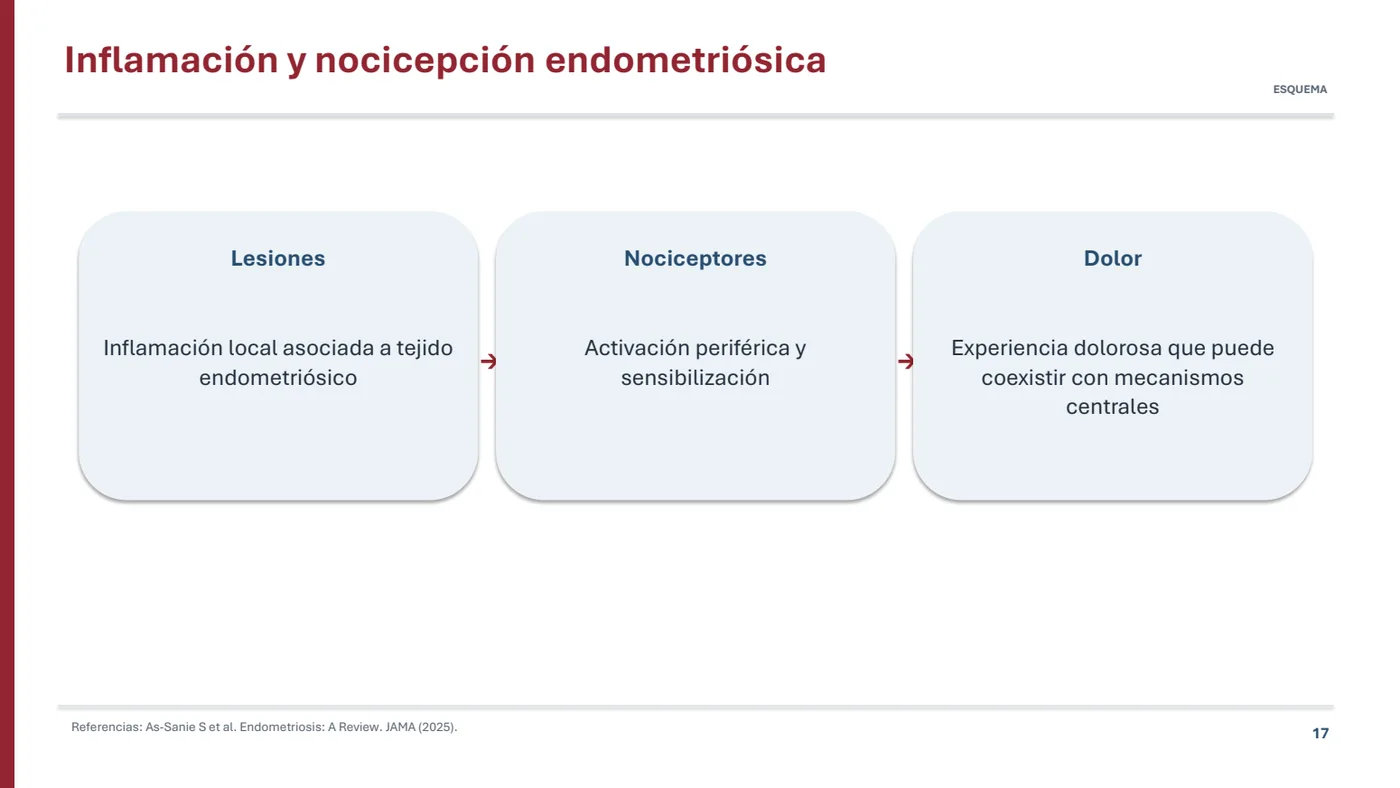 Inflamación y nocicepción endometriósica
ESQUEMA
Lesiones
Inflamación local asociada a tejido
endometriósico
→
Nociceptores
Activación periférica y
sensibilización
→
Dolor
Experiencia dolorosa que puede
coexistir con mecanismos
centrales
Referencias: As-Sanie S et al. Endometriosis: A Review. JAMA (2025).
17